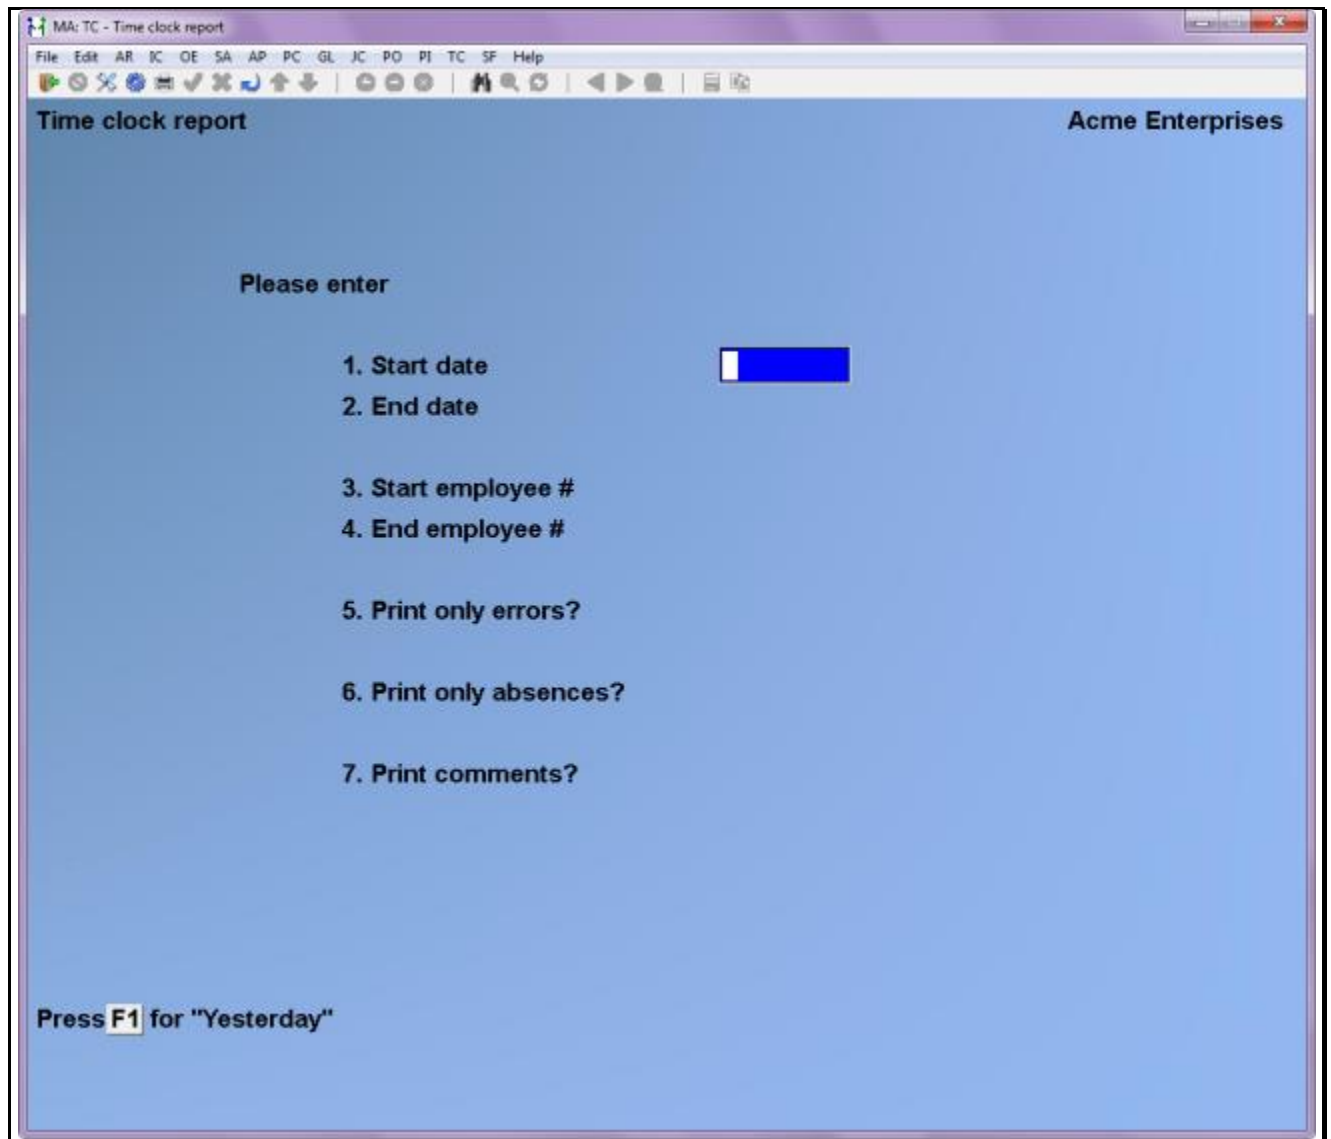 MA: TC - Time clock report
File Edit AR IC OE SA AP PC GL JC PO PI TC SF Help
Time clock report Acme Enterprises
Please enter
1. Start date
2. End date
3. Start employee #
4. End employee #
5. Print only errors?
6. Print only absences?
7. Print comments?
Press F1 for "Yesterday"